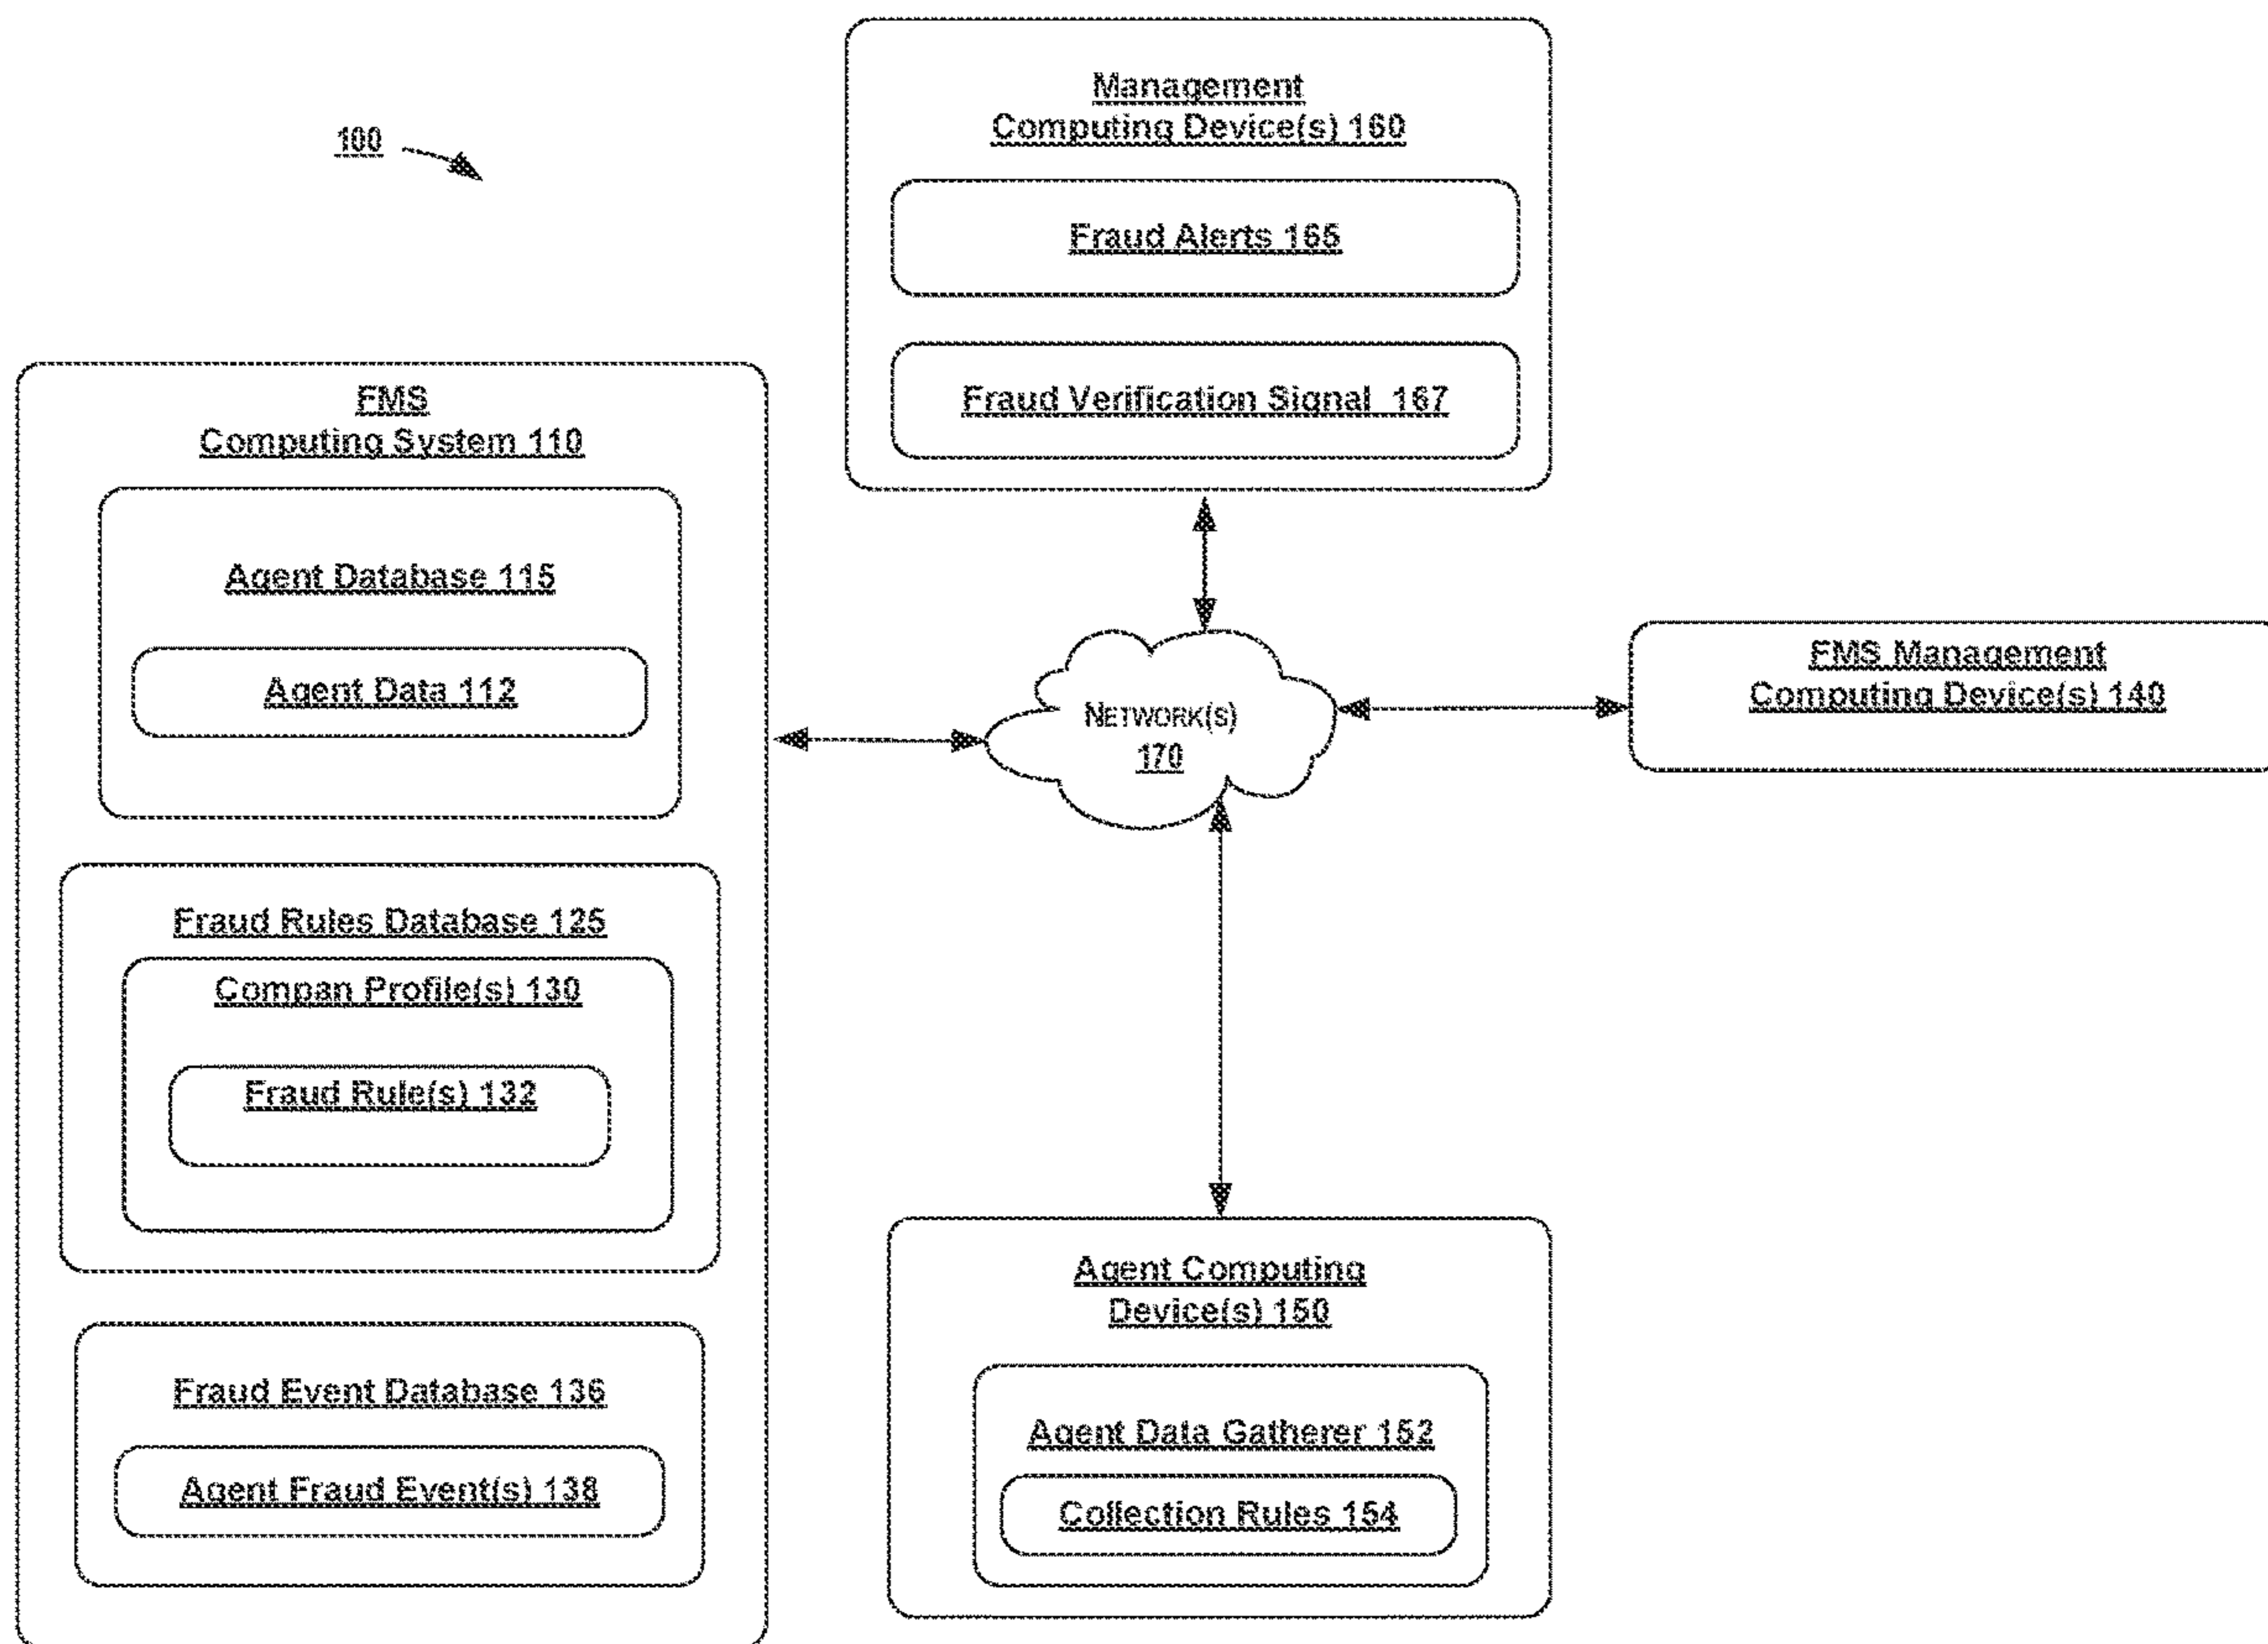 100
Management
Computing Device(s) 160
Fraud Alerts 165
Fraud Verification Signal 167
FMS
Computing System 110
Agent Database 115
Agent Data 112
Fraud Rules Database 125
Compan Profile(s) 130
Fraud Rule(s) 132
Fraud Event Database 136
Agent Fraud Event(s) 138
NETWORK(S)
170
FMS Management
Computing Device(s) 140
Agent Computing
Device(s) 150
Agent Data Gatherer 152
Collection Rules 154